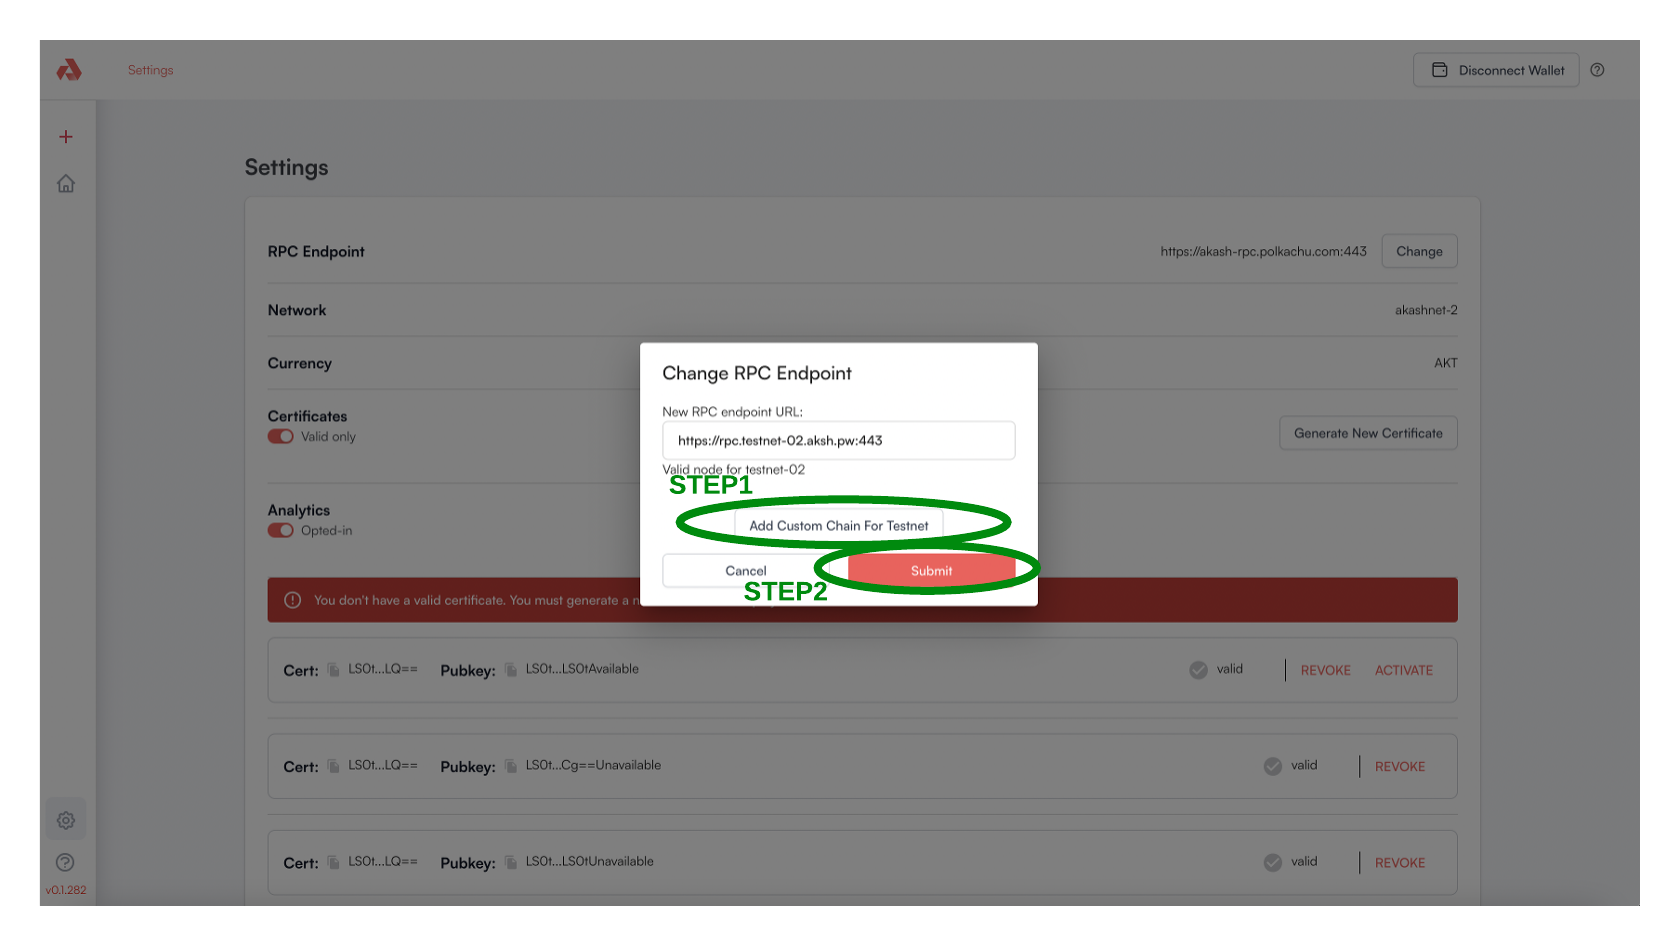 Settings
Disconnect Wallet
Settings
RPC Endpoint
https://akash-rpc.polkachu.com:443
Change
Network
akashnet-2
Currency
AKT
Certificates
Valid only
Generate New Certificate
Analytics
Opted-in
Change RPC Endpoint
New RPC endpoint URL:
https://rpc.testnet-02.aksh.pw:443
Valid node for testnet-02
STEP1
Add Custom Chain For Testnet
Cancel
Submit
STEP2
You don't have a valid certificate. You must generate a n
Cert: LS0t...LQ== Pubkey: LS0t...LS0tAvailable
valid
REVOKE
ACTIVATE
Cert: LS0t...LQ== Pubkey: LS0t...Cg==Unavailable
valid
REVOKE
Cert: LS0t...LQ== Pubkey: LS0t...LS0tUnavailable
valid
REVOKE
v0.1.282